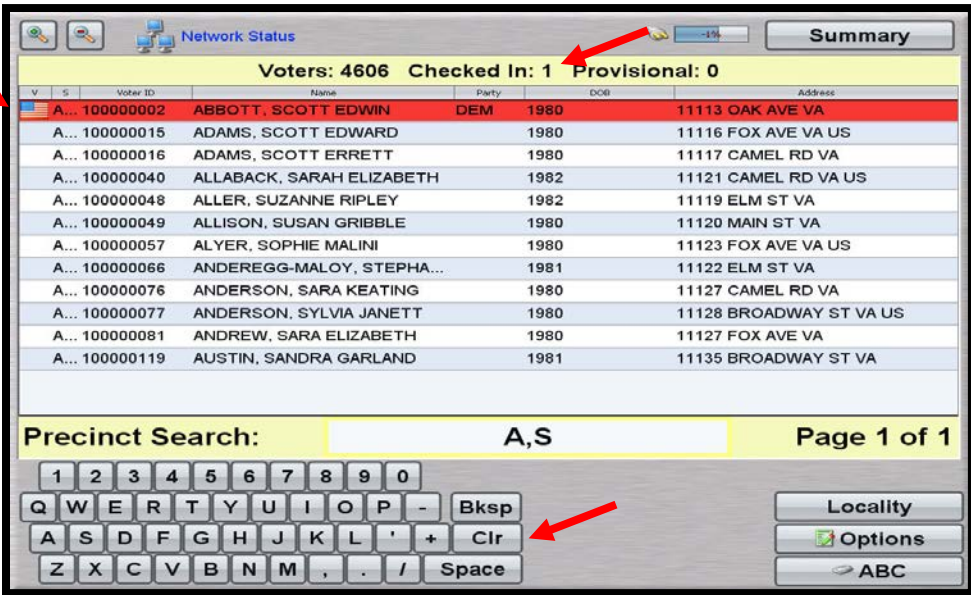 Network Status -1% Summary
Voters: 4606 Checked In: 1 Provisional: 0
V S Voter ID Name Party DOB Address
A... 100000002 ABBOTT, SCOTT EDWIN DEM 1980 11113 OAK AVE VA
A... 100000015 ADAMS, SCOTT EDWARD 1980 11116 FOX AVE VA US
A... 100000016 ADAMS, SCOTT ERRETT 1980 11117 CAMEL RD VA
A... 100000040 ALLABACK, SARAH ELIZABETH 1982 11121 CAMEL RD VA US
A... 100000048 ALLER, SUZANNE RIPLEY 1982 11119 ELM ST VA
A... 100000049 ALLISON, SUSAN GRIBBLE 1980 11120 MAIN ST VA
A... 100000057 ALYER, SOPHIE MALINI 1980 11123 FOX AVE VA US
A... 100000066 ANDEREGG-MALOY, STEPHA... 1981 11122 ELM ST VA
A... 100000076 ANDERSON, SARA KEATING 1980 11127 CAMEL RD VA
A... 100000077 ANDERSON, SYLVIA JANETT 1980 11128 BROADWAY ST VA US
A... 100000081 ANDREW, SARA ELIZABETH 1980 11127 FOX AVE VA
A... 100000119 AUSTIN, SANDRA GARLAND 1981 11135 BROADWAY ST VA
Precinct Search: A,S Page 1 of 1
1 2 3 4 5 6 7 8 9 0
Q W E R T Y U I O P - Bksp Locality
A S D F G H J K L ' + Clr Options
Z X C V B N M , . / Space ABC